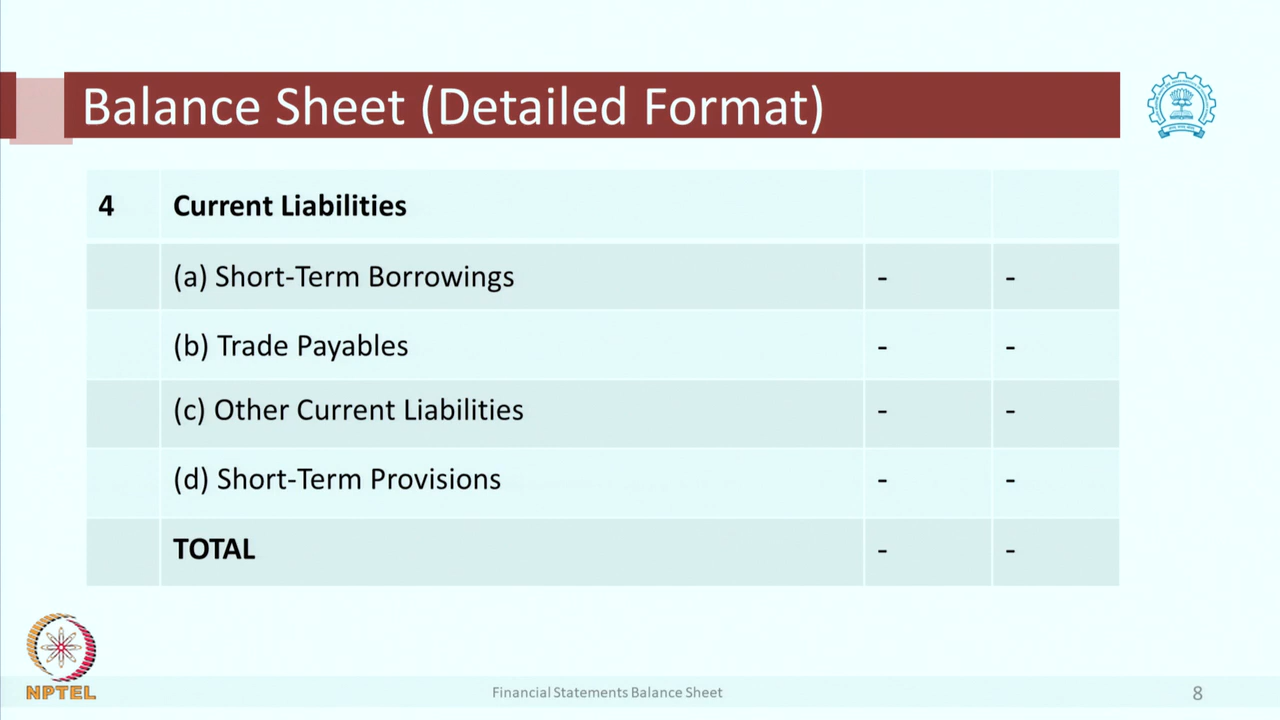 Balance Sheet (Detailed Format)
4 Current Liabilities
(a) Short-Term Borrowings - -
(b) Trade Payables - -
(c) Other Current Liabilities - -
(d) Short-Term Provisions - -
TOTAL - -
NPTEL
Financial Statements Balance Sheet
8